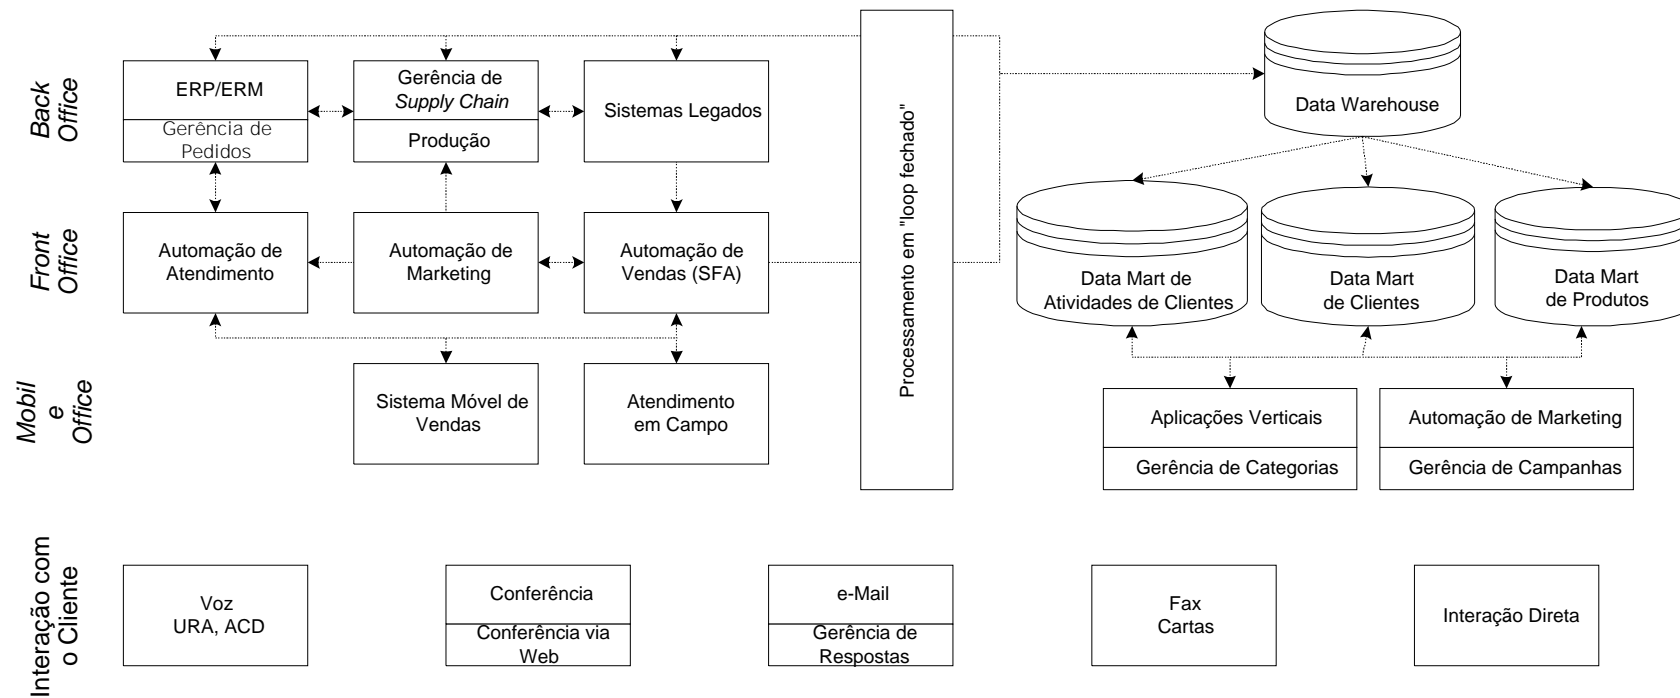 Back
Office
ERP/ERM
Gerência de
Pedidos
Gerência de
Supply Chain
Produção
Sistemas Legados
Front
Office
Automação de
Atendimento
Automação de
Marketing
Automação de
Vendas (SFA)
Mobil
e
Office
Sistema Móvel de
Vendas
Atendimento
em Campo
Processamento em "loop fechado"
Data Warehouse
Data Mart de
Atividades de Clientes
Data Mart
de Clientes
Data Mart
de Produtos
Aplicações Verticais
Gerência de Categorias
Automação de Marketing
Gerência de Campanhas
Interação com
o Cliente
Voz
URA, ACD
Conferência
Conferência via
Web
e-Mail
Gerência de
Respostas
Fax
Cartas
Interação Direta